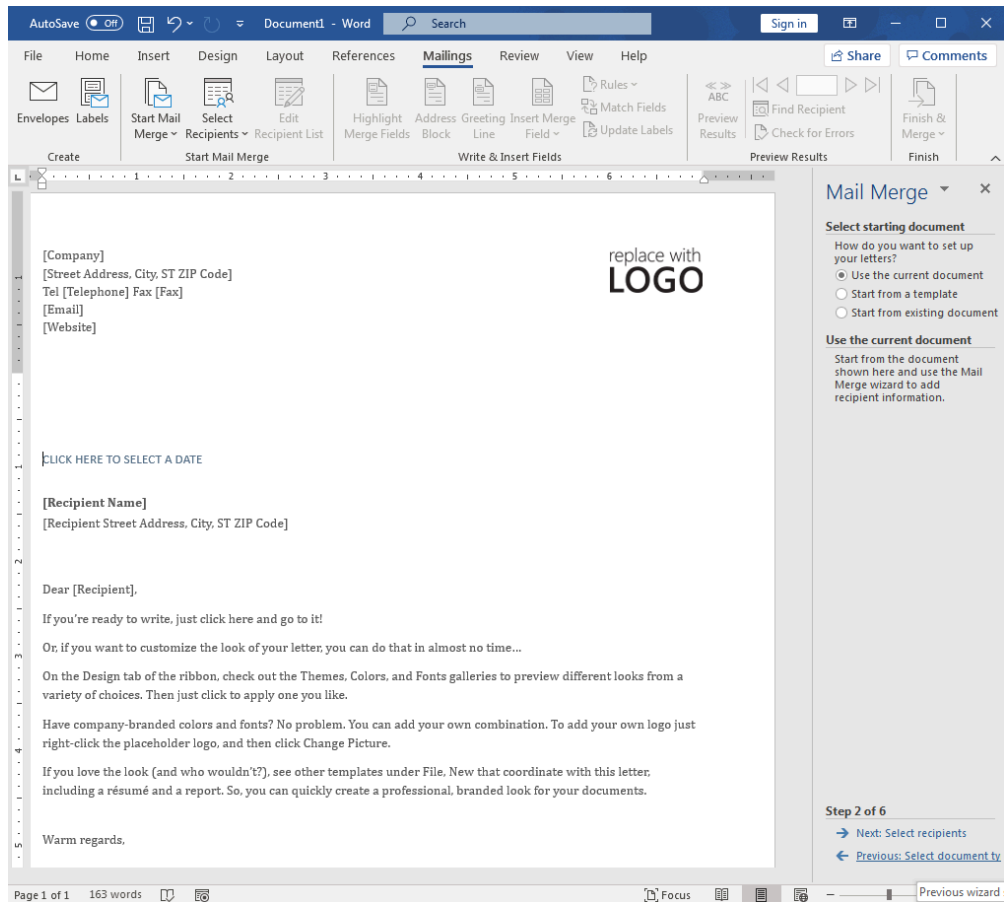 AutoSave Off Document1 - Word Search Sign in
File Home Insert Design Layout References Mailings Review View Help Share Comments
Envelopes Labels
Create
Start Mail Merge
Select Recipients
Edit Recipient List
Start Mail Merge
Highlight Merge Fields
Address Block
Greeting Line
Insert Merge Field
Rules
Match Fields
Update Labels
Write & Insert Fields
ABC
Preview Results
Find Recipient
Check for Errors
Preview Results
Finish & Merge
Finish
L 1 2 3 4 5 6
[Company]
[Street Address, City, ST ZIP Code]
Tel [Telephone] Fax [Fax]
[Email]
[Website]
replace with
LOGO
CLICK HERE TO SELECT A DATE
[Recipient Name]
[Recipient Street Address, City, ST ZIP Code]
Dear [Recipient],
If you're ready to write, just click here and go to it!
Or, if you want to customize the look of your letter, you can do that in almost no time…
On the Design tab of the ribbon, check out the Themes, Colors, and Fonts galleries to preview different looks from a
variety of choices. Then just click to apply one you like.
Have company-branded colors and fonts? No problem. You can add your own combination. To add your own logo just
right-click the placeholder logo, and then click Change Picture.
If you love the look (and who wouldn't?), see other templates under File, New that coordinate with this letter,
including a résumé and a report. So, you can quickly create a professional, branded look for your documents.
Warm regards,
1
1
2
3
4
5
Mail Merge
Select starting document
How do you want to set up
your letters?
Use the current document
Start from a template
Start from existing document
Use the current document
Start from the document
shown here and use the Mail
Merge wizard to add
recipient information.
Step 2 of 6
Next: Select recipients
Previous: Select document ty
Page 1 of 1 163 words Focus Previous wizard